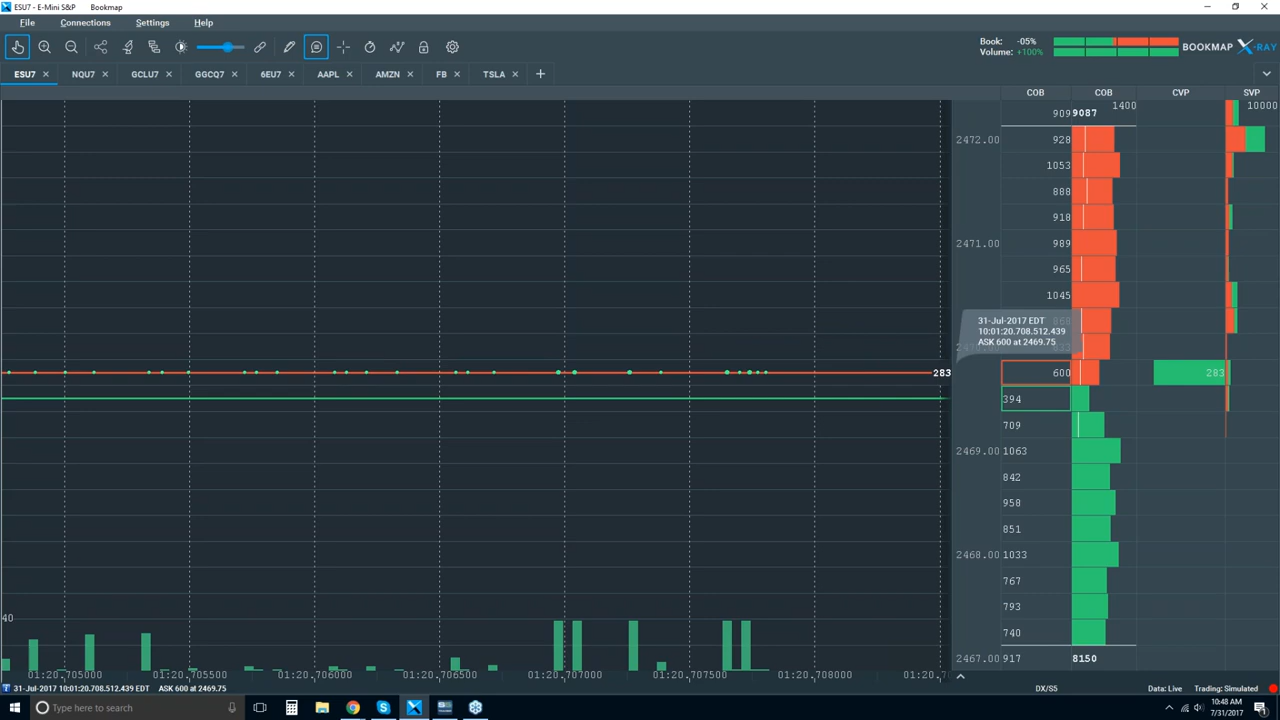 ESU7 - E-Mini S&P Bookmap
File Connections Settings Help
Book: -05%
Volume: +100%
BOOKMAP X-RAY
ESU7 NQU7 GCLU7 GGCQ7 6EU7 AAPL AMZN FB TSLA
COB COB CVP SVP
909 9087 1400 10000
2472.00 928
1053
888
918
2471.00 989
965
1045
31-Jul-2017 EDT
10:01:20.708.512.439
ASK 600 at 2469.75
283 600 283
394
709
2469.00 1063
842
958
851
2468.00 1033
767
793
40
740
2467.00 917 8150
01:20.705000 01:20.705500 01:20.706000 01:20.706500 01:20.707000 01:20.707500 01:20.708000 01:20.7
31-Jul-2017 10:01:20.708.512.439 EDT ASK 600 at 2469.75
DX/S5 Data: Live Trading: Simulated
Type here to search
10:48 AM
7/31/2017
1